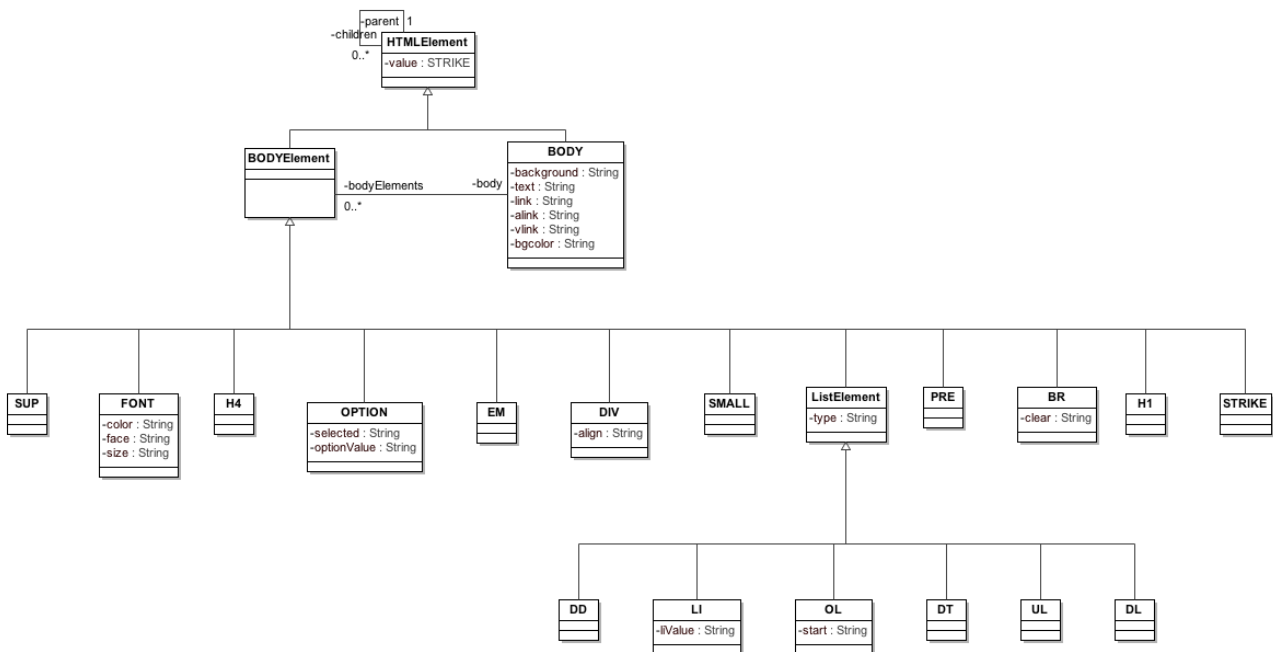 -parent 1
-children
0..*
HTMLElement
-value : STRIKE
BODYElement
-bodyElements
0..*
-body
BODY
-background : String
-text : String
-link : String
-alink : String
-vlink : String
-bgcolor : String
SUP
FONT
-color : String
-face : String
-size : String
H4
OPTION
-selected : String
-optionValue : String
EM
DIV
-align : String
SMALL
ListElement
-type : String
PRE
BR
-clear : String
H1
STRIKE
DD
LI
-liValue : String
OL
-start : String
DT
UL
DL